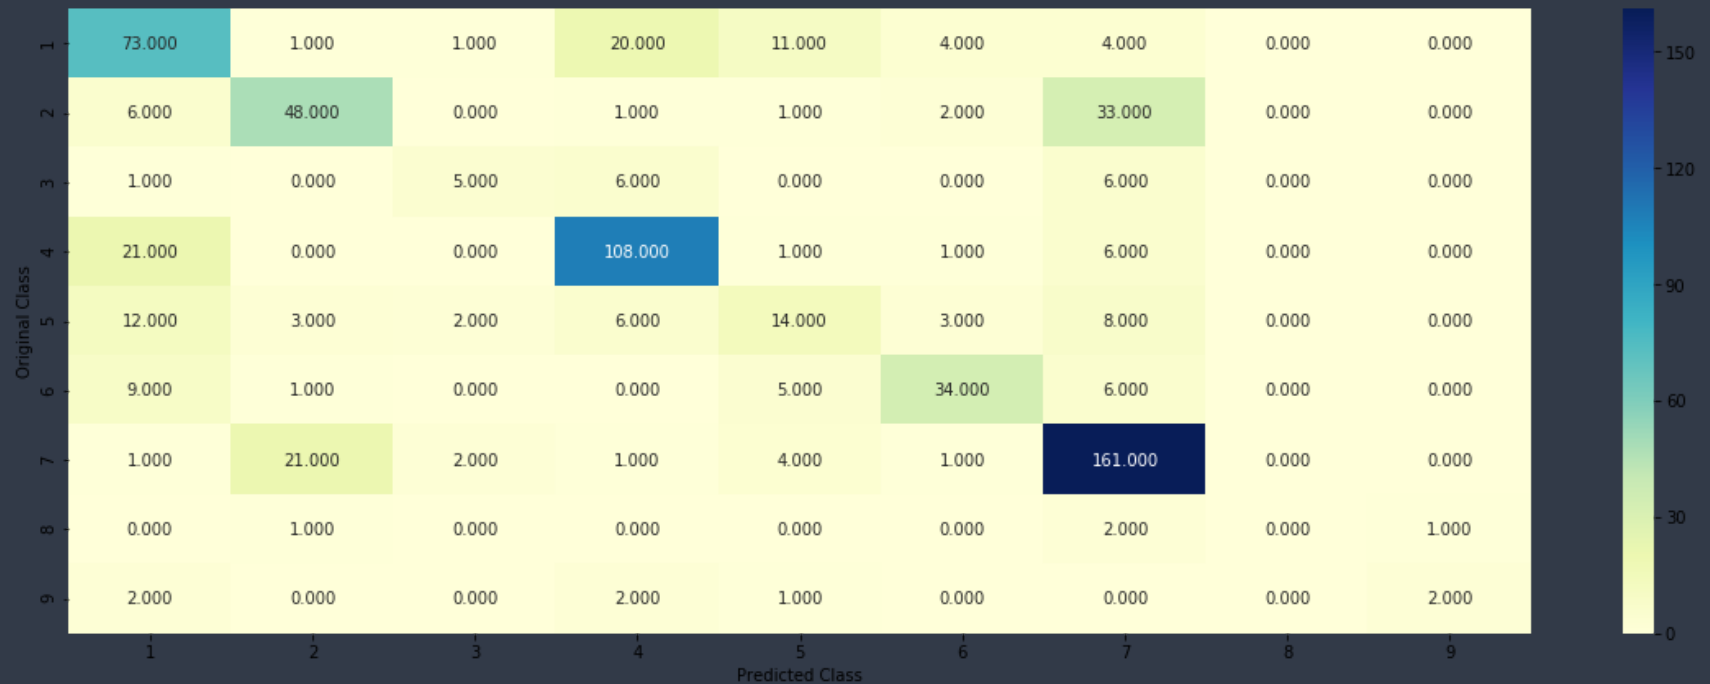 1 73.000 1.000 1.000 20.000 11.000 4.000 4.000 0.000 0.000
2 6.000 48.000 0.000 1.000 1.000 2.000 33.000 0.000 0.000
3 1.000 0.000 5.000 6.000 0.000 0.000 6.000 0.000 0.000
4 21.000 0.000 0.000 108.000 1.000 1.000 6.000 0.000 0.000
5 12.000 3.000 2.000 6.000 14.000 3.000 8.000 0.000 0.000
6 9.000 1.000 0.000 0.000 5.000 34.000 6.000 0.000 0.000
7 1.000 21.000 2.000 1.000 4.000 1.000 161.000 0.000 0.000
8 0.000 1.000 0.000 0.000 0.000 0.000 2.000 0.000 1.000
9 2.000 0.000 0.000 2.000 1.000 0.000 0.000 0.000 2.000
1 2 3 4 5 6 7 8 9
Predicted Class
Original Class
150
120
90
60
30
0